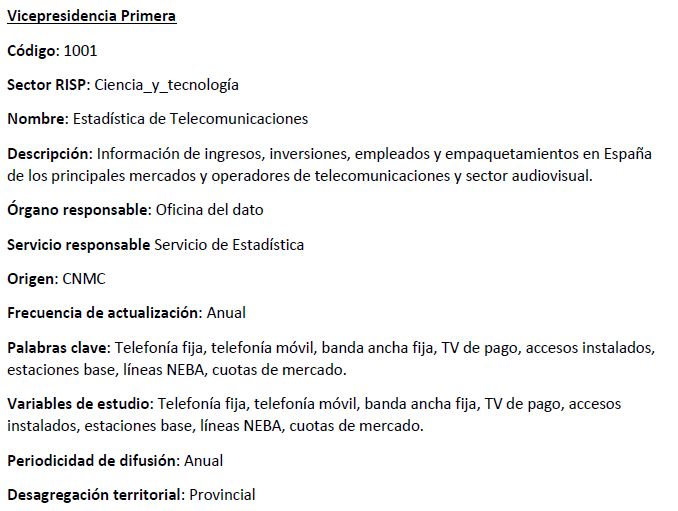 Vicepresidencia Primera
Código: 1001
Sector RISP: Ciencia_y_tecnología
Nombre: Estadística de Telecomunicaciones
Descripción: Información de ingresos, inversiones, empleados y empaquetamientos en España
de los principales mercados y operadores de telecomunicaciones y sector audiovisual.
Órgano responsable: Oficina del dato
Servicio responsable Servicio de Estadística
Origen: CNMC
Frecuencia de actualización: Anual
Palabras clave: Telefonía fija, telefonía móvil, banda ancha fija, TV de pago, accesos instalados,
estaciones base, líneas NEBA, cuotas de mercado.
Variables de estudio: Telefonía fija, telefonía móvil, banda ancha fija, TV de pago, accesos
instalados, estaciones base, líneas NEBA, cuotas de mercado.
Periodicidad de difusión: Anual
Desagregación territorial: Provincial